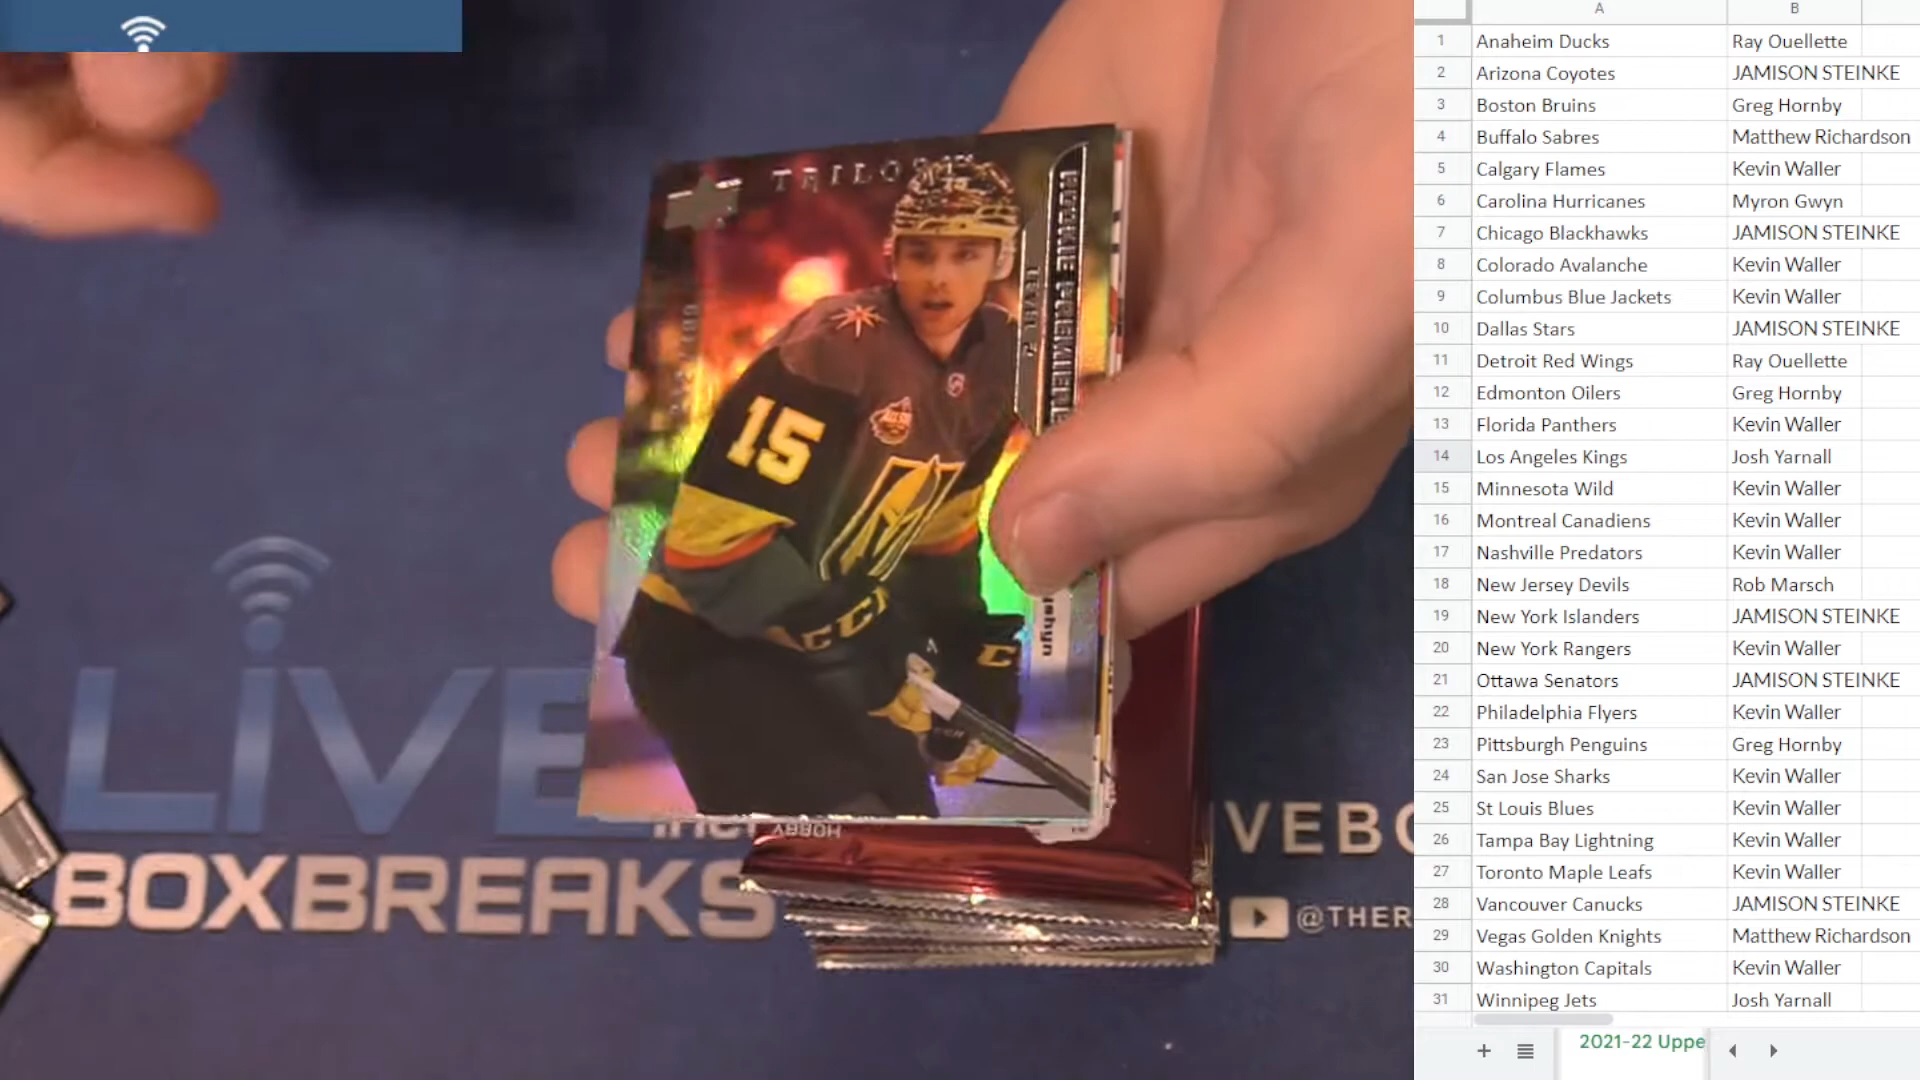 TRILOGY
ROOKIE PREMIERE
LEVEL 2
15
CCM
HOBBY
LiVE
BOXBREAKS
VEBO
@THER
A B
1 Anaheim Ducks Ray Ouellette
2 Arizona Coyotes JAMISON STEINKE
3 Boston Bruins Greg Hornby
4 Buffalo Sabres Matthew Richardson
5 Calgary Flames Kevin Waller
6 Carolina Hurricanes Myron Gwyn
7 Chicago Blackhawks JAMISON STEINKE
8 Colorado Avalanche Kevin Waller
9 Columbus Blue Jackets Kevin Waller
10 Dallas Stars JAMISON STEINKE
11 Detroit Red Wings Ray Ouellette
12 Edmonton Oilers Greg Hornby
13 Florida Panthers Kevin Waller
14 Los Angeles Kings Josh Yarnall
15 Minnesota Wild Kevin Waller
16 Montreal Canadiens Kevin Waller
17 Nashville Predators Kevin Waller
18 New Jersey Devils Rob Marsch
19 New York Islanders JAMISON STEINKE
20 New York Rangers Kevin Waller
21 Ottawa Senators JAMISON STEINKE
22 Philadelphia Flyers Kevin Waller
23 Pittsburgh Penguins Greg Hornby
24 San Jose Sharks Kevin Waller
25 St Louis Blues Kevin Waller
26 Tampa Bay Lightning Kevin Waller
27 Toronto Maple Leafs Kevin Waller
28 Vancouver Canucks JAMISON STEINKE
29 Vegas Golden Knights Matthew Richardson
30 Washington Capitals Kevin Waller
31 Winnipeg Jets Josh Yarnall
2021-22 Uppe